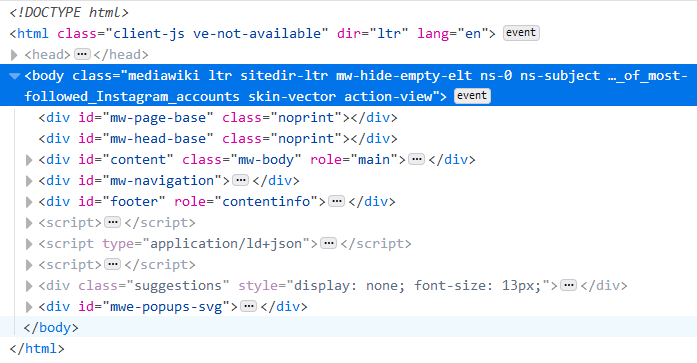 <!DOCTYPE html>
<html class="client-js ve-not-available" dir="ltr" lang="en"> event
<head>⋯</head>
<body class="mediawiki ltr sitedir-ltr mw-hide-empty-elt ns-0 ns-subject …_of_most-
followed_Instagram_accounts skin-vector action-view"> event
<div id="mw-page-base" class="noprint"></div>
<div id="mw-head-base" class="noprint"></div>
<div id="content" class="mw-body" role="main">⋯</div>
<div id="mw-navigation">⋯</div>
<div id="footer" role="contentinfo">⋯</div>
<script>⋯</script>
<script type="application/ld+json">⋯</script>
<script>⋯</script>
<div class="suggestions" style="display: none; font-size: 13px;">⋯</div>
<div id="mwe-popups-svg">⋯</div>
</body>
</html>